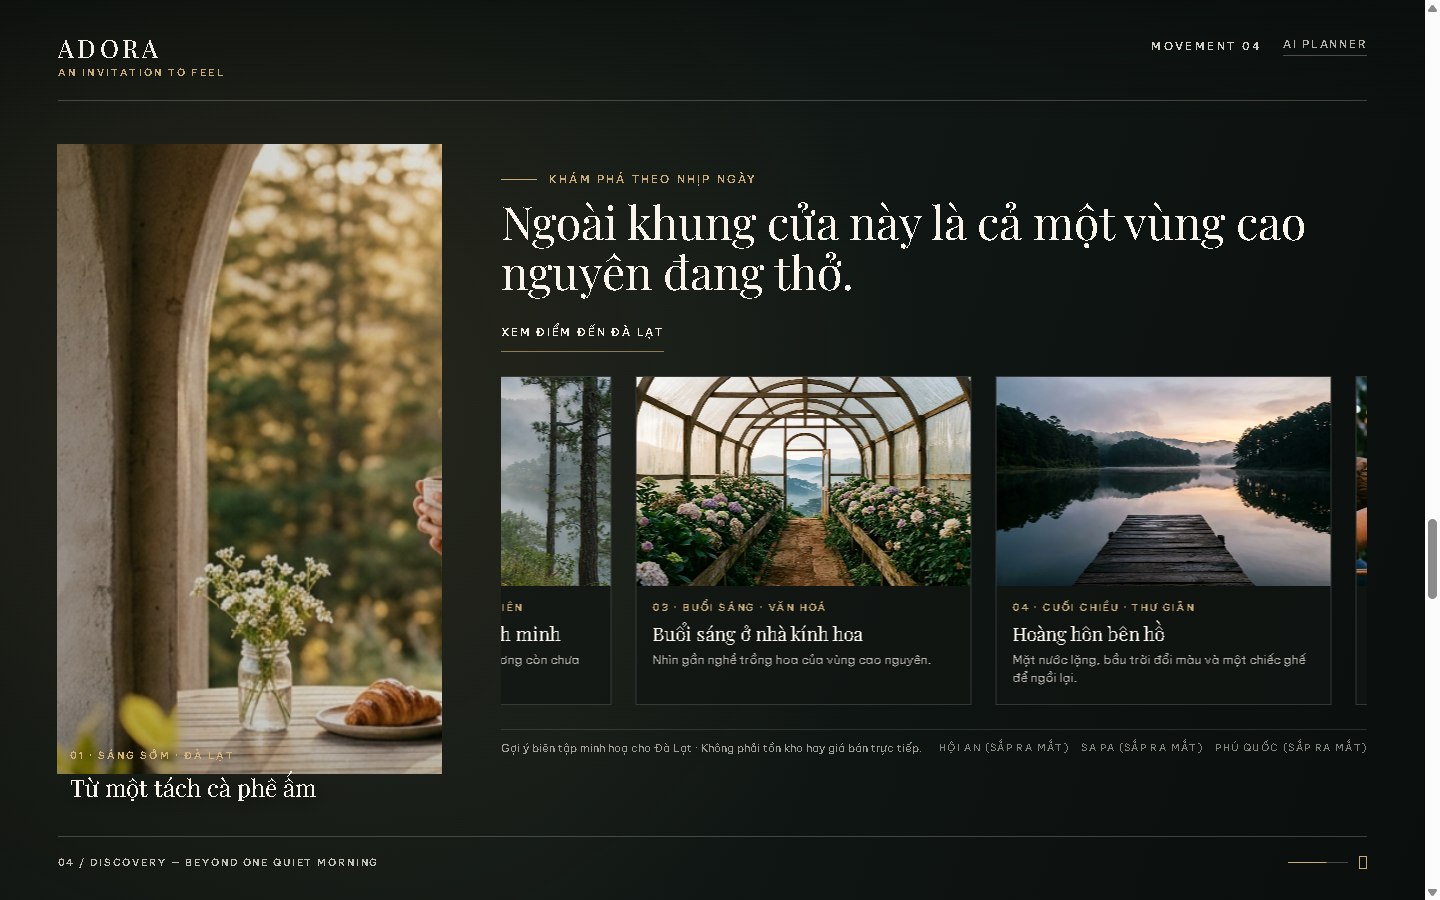 ADORA
AN INVITATION TO FEEL
MOVEMENT 04
AI PLANNER
KHÁM PHÁ THEO NHỊP NGÀY
Ngoài khung cửa này là cả một vùng cao
nguyên đang thở.
XEM ĐIỂM ĐẾN ĐÀ LẠT
IÊN
h minh
ơng còn chưa
03 · BUỔI SÁNG · VĂN HOÁ
Buổi sáng ở nhà kính hoa
Nhìn gần nghề trồng hoa của vùng cao nguyên.
04 · CUỐI CHIỀU · THƯ GIÃN
Hoàng hôn bên hồ
Mặt nước lặng, bầu trời đổi màu và một chiếc ghế
để ngồi lại.
01 · SÁNG SỚM · ĐÀ LẠT
Từ một tách cà phê ấm
Gợi ý biên tập minh hoạ cho Đà Lạt · Không phải tồn kho hay giá bán trực tiếp.
HỘI AN (SẮP RA MẮT)
SA PA (SẮP RA MẮT)
PHÚ QUỐC (SẮP RA MẮT)
04 / DISCOVERY — BEYOND ONE QUIET MORNING